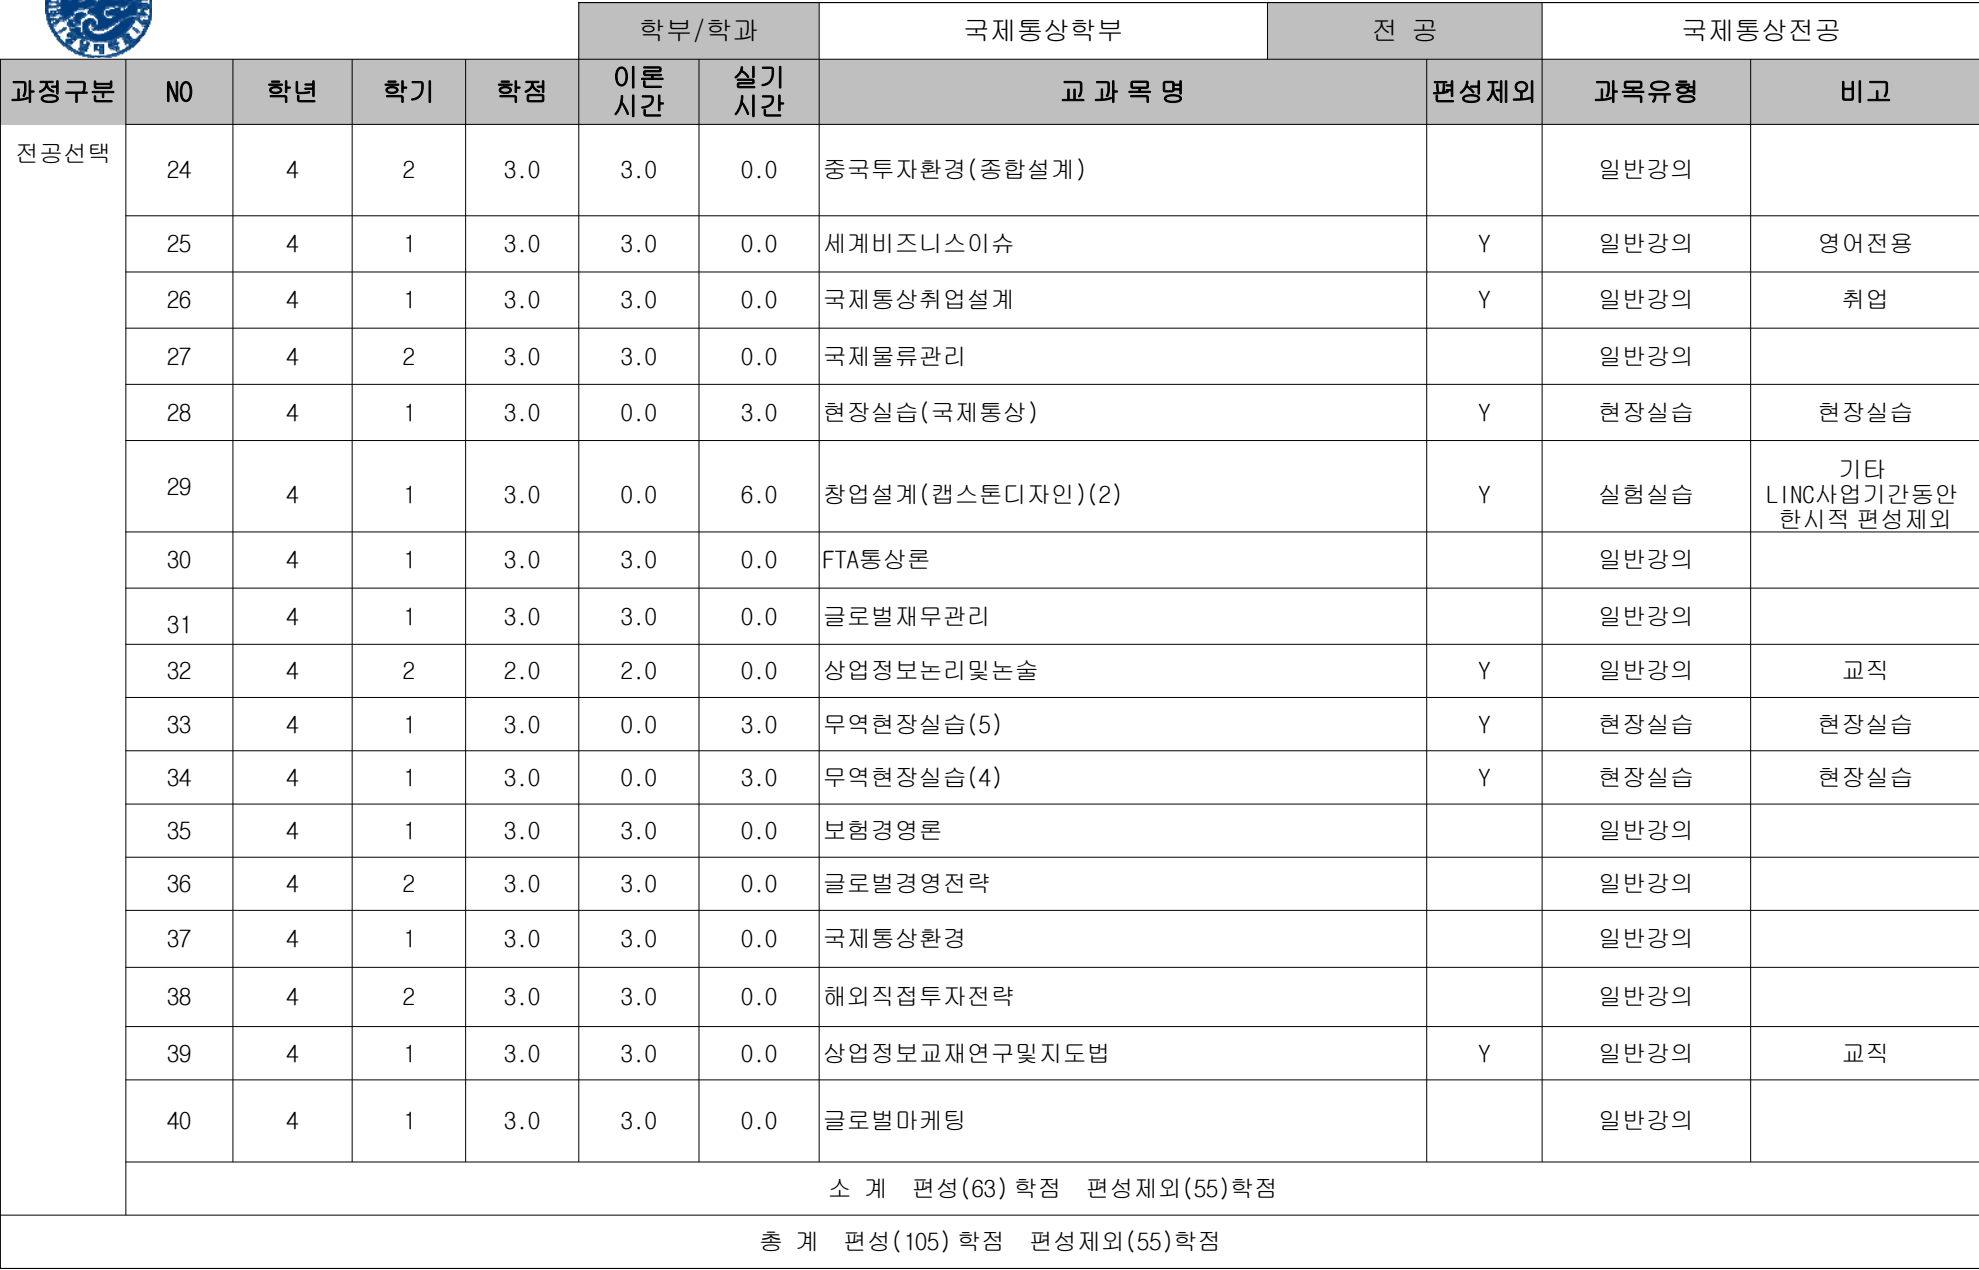 학부/학과 국제통상학부 전 공 국제통상전공
과정구분 NO 학년 학기 학점 이론시간 실기시간 교 과 목 명 편성제외 과목유형 비고
전공선택 24 4 2 3.0 3.0 0.0 중국투자환경(종합설계) 일반강의
25 4 1 3.0 3.0 0.0 세계비즈니스이슈 Y 일반강의 영어전용
26 4 1 3.0 3.0 0.0 국제통상취업설계 Y 일반강의 취업
27 4 2 3.0 3.0 0.0 국제물류관리 일반강의
28 4 1 3.0 0.0 3.0 현장실습(국제통상) Y 현장실습 현장실습
29 4 1 3.0 0.0 6.0 창업설계(캡스톤디자인)(2) Y 실험실습 기타
LINC사업기간동안
한시적 편성제외
30 4 1 3.0 3.0 0.0 FTA통상론 일반강의
31 4 1 3.0 3.0 0.0 글로벌재무관리 일반강의
32 4 2 2.0 2.0 0.0 상업정보논리및논술 Y 일반강의 교직
33 4 1 3.0 0.0 3.0 무역현장실습(5) Y 현장실습 현장실습
34 4 1 3.0 0.0 3.0 무역현장실습(4) Y 현장실습 현장실습
35 4 1 3.0 3.0 0.0 보험경영론 일반강의
36 4 2 3.0 3.0 0.0 글로벌경영전략 일반강의
37 4 1 3.0 3.0 0.0 국제통상환경 일반강의
38 4 2 3.0 3.0 0.0 해외직접투자전략 일반강의
39 4 1 3.0 3.0 0.0 상업정보교재연구및지도법 Y 일반강의 교직
40 4 1 3.0 3.0 0.0 글로벌마케팅 일반강의
소 계 편성(63) 학점 편성제외(55)학점
총 계 편성(105) 학점 편성제외(55)학점